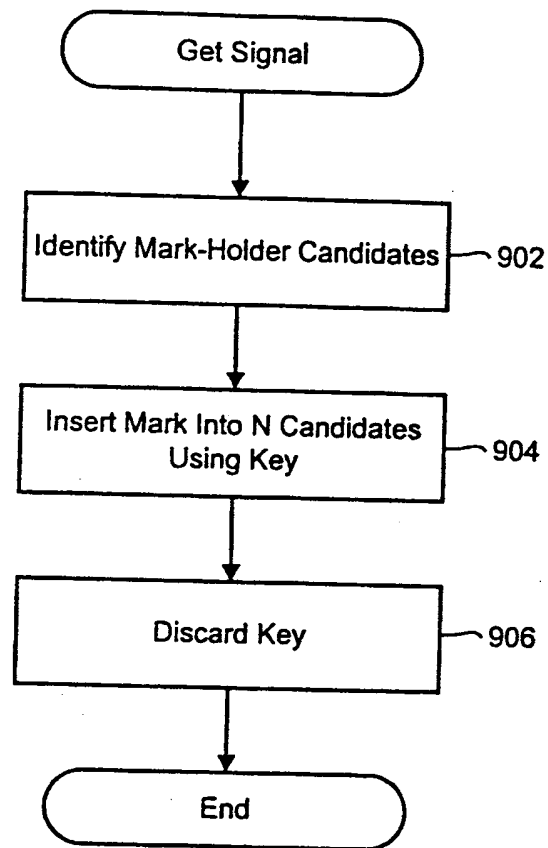 Get Signal
Identify Mark-Holder Candidates
902
Insert Mark Into N Candidates
Using Key
904
Discard Key
906
End